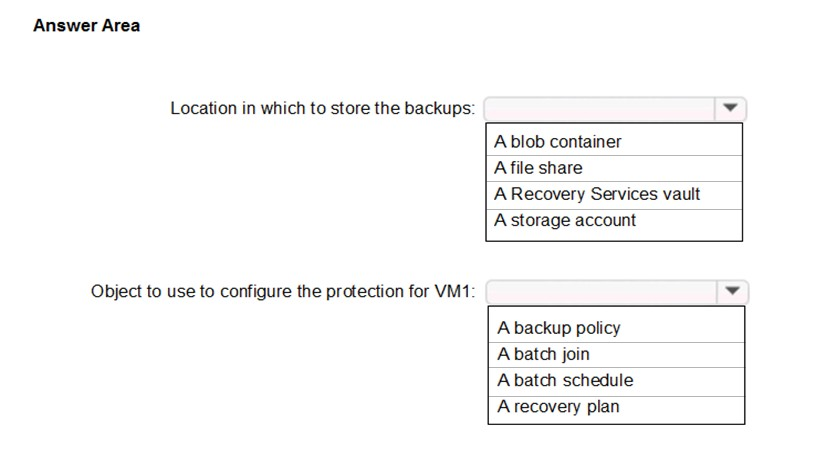 Answer Area
Location in which to store the backups:
A blob container
A file share
A Recovery Services vault
A storage account
Object to use to configure the protection for VM1:
A backup policy
A batch join
A batch schedule
A recovery plan